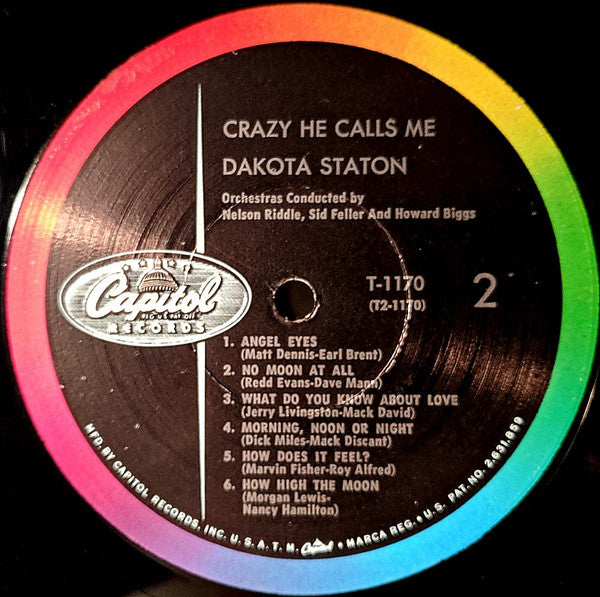 CRAZY HE CALLS ME
DAKOTA STATON
Orchestras Conducted by
Nelson Riddle, Sid Feller And Howard Biggs
Capitol
REG. U.S. PAT. OFF.
RECORDS
T-1170
(T2-1170)
2
1. ANGEL EYES
(Matt Dennis-Earl Brent)
2. NO MOON AT ALL
(Redd Evans-Dave Mann)
3. WHAT DO YOU KNOW ABOUT LOVE
(Jerry Livingston-Mack David)
4. MORNING, NOON OR NIGHT
(Dick Miles-Mack Discant)
5. HOW DOES IT FEEL?
(Marvin Fisher-Roy Alfred)
6. HOW HIGH THE MOON
(Morgan Lewis-
Nancy Hamilton)
MFD. BY CAPITOL RECORDS, INC. U. S. A. T. M. Capitol • MARCA REG. • U. S. PAT. NO. 2,631,859